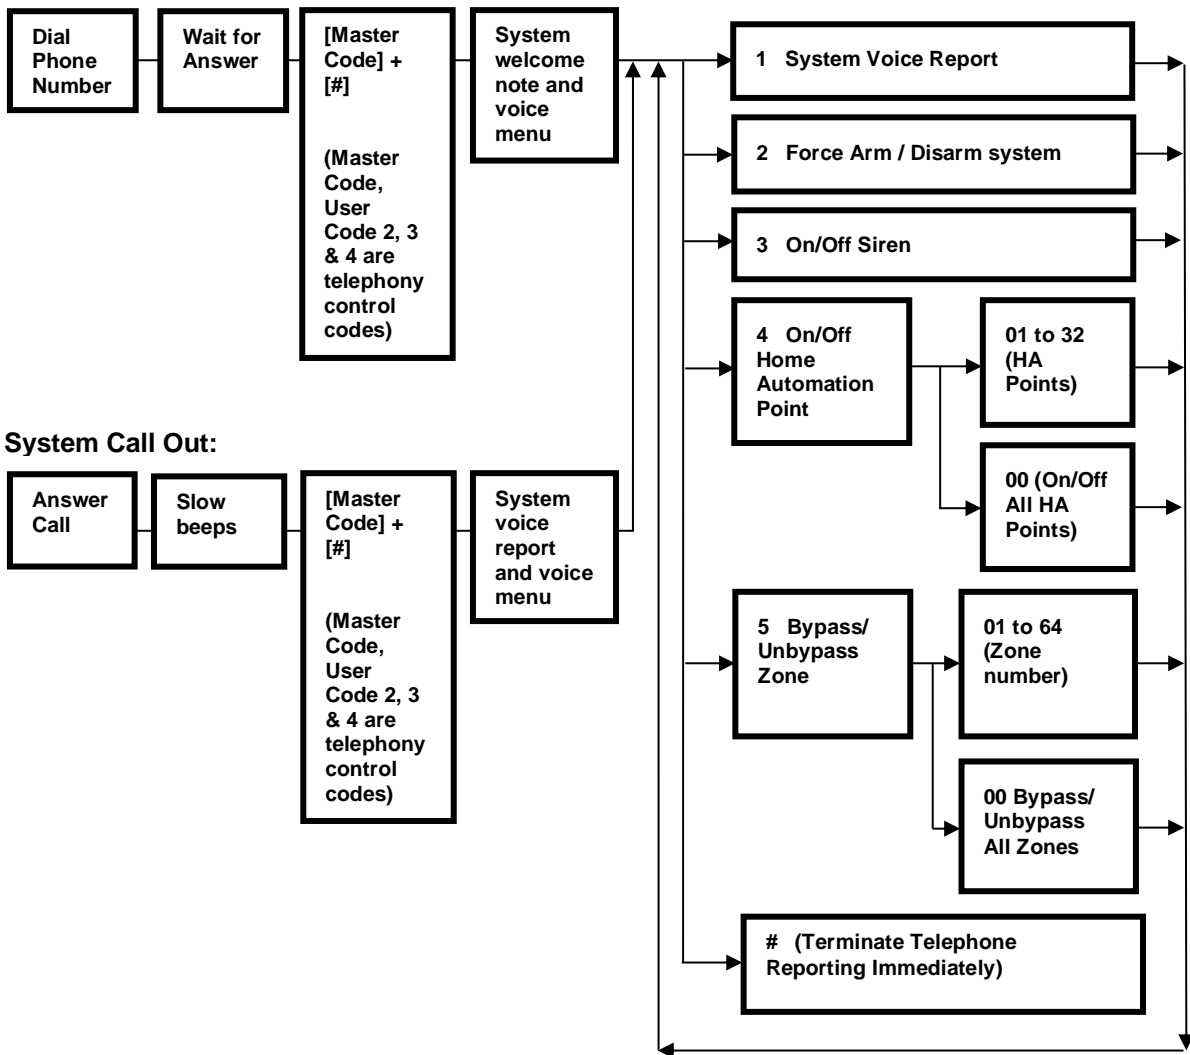 Dial
Phone
Number
Wait for
Answer
[Master
Code] +
[#]
(Master
Code,
User
Code 2, 3
& 4 are
telephony
control
codes)
System
welcome
note and
voice
menu
1 System Voice Report
2 Force Arm / Disarm system
3 On/Off Siren
4 On/Off
Home
Automation
Point
01 to 32
(HA
Points)
00 (On/Off
All HA
Points)
System Call Out:
Answer
Call
Slow
beeps
[Master
Code] +
[#]
(Master
Code,
User
Code 2, 3
& 4 are
telephony
control
codes)
System
voice
report
and voice
menu
5 Bypass/
Unbypass
Zone
01 to 64
(Zone
number)
00 Bypass/
Unbypass
All Zones
# (Terminate Telephone
Reporting Immediately)